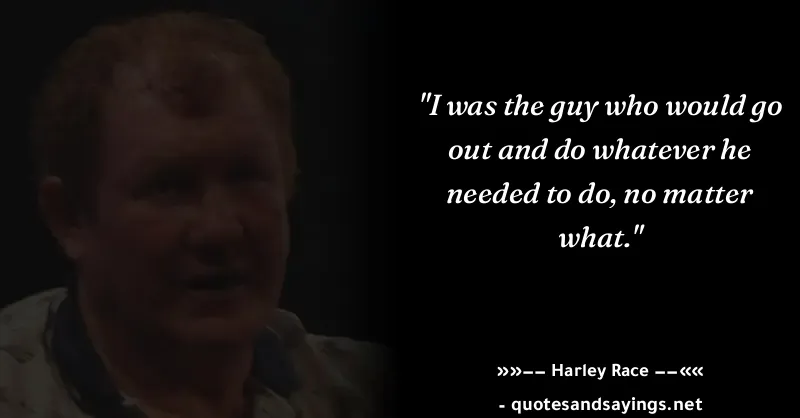 "I was the guy who would go
out and do whatever he
needed to do, no matter
what."
»»–– Harley Race ––««
- quotesandsayings.net